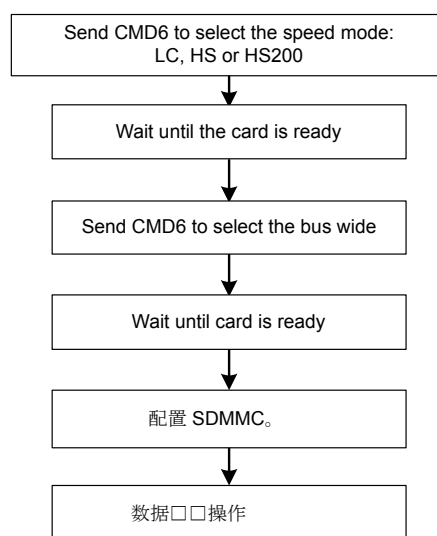 Send CMD6 to select the speed mode:
LC, HS or HS200
Wait until the card is ready
Send CMD6 to select the bus wide
Wait until card is ready
配置 SDMMC。
数据□□操作